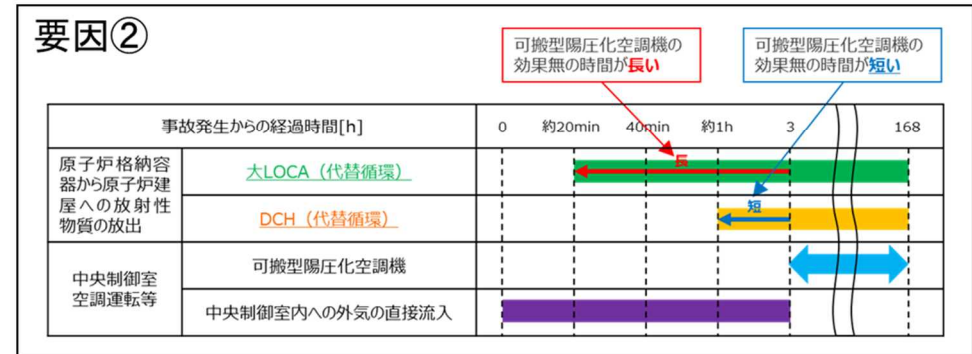 要因②
可搬型陽圧化空調機の
効果無の時間が長い
可搬型陽圧化空調機の
効果無の時間が短い
事故発生からの経過時間[h]
0 約20min 40min 約1h 3 168
原子炉格納容
器から原子炉建
屋への放射性
物質の放出
大LOCA（代替循環）
長
DCH（代替循環）
短
中央制御室
空調運転等
可搬型陽圧化空調機
中央制御室内への外気の直接流入